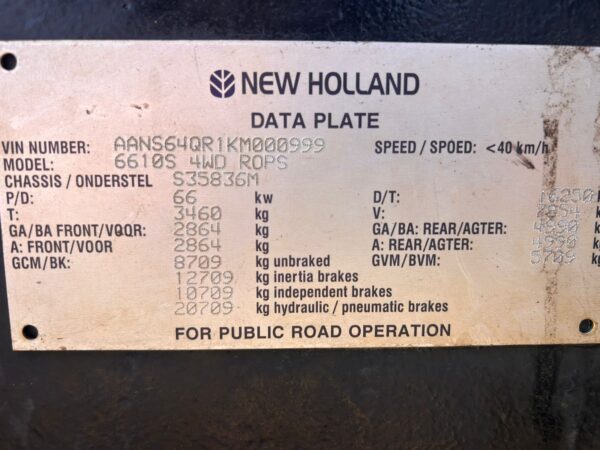 NEW HOLLAND
DATA PLATE
VIN NUMBER: AANS64QR1KM000999 SPEED / SPOED: <40 km/h
MODEL: 6610S 4WD ROPS
CHASSIS / ONDERSTEL S35836M
P/D: 66 kw D/T:
T: 3460 kg V:
GA/BA FRONT/VOOR: 2864 kg GA/BA: REAR/AGTER:
A: FRONT/VOOR 2864 kg A: REAR/AGTER:
GCM/BK: 8709 kg unbraked GVM/BVM: 5709
12709 kg inertia brakes
10709 kg independent brakes
20709 kg hydraulic / pneumatic brakes
FOR PUBLIC ROAD OPERATION